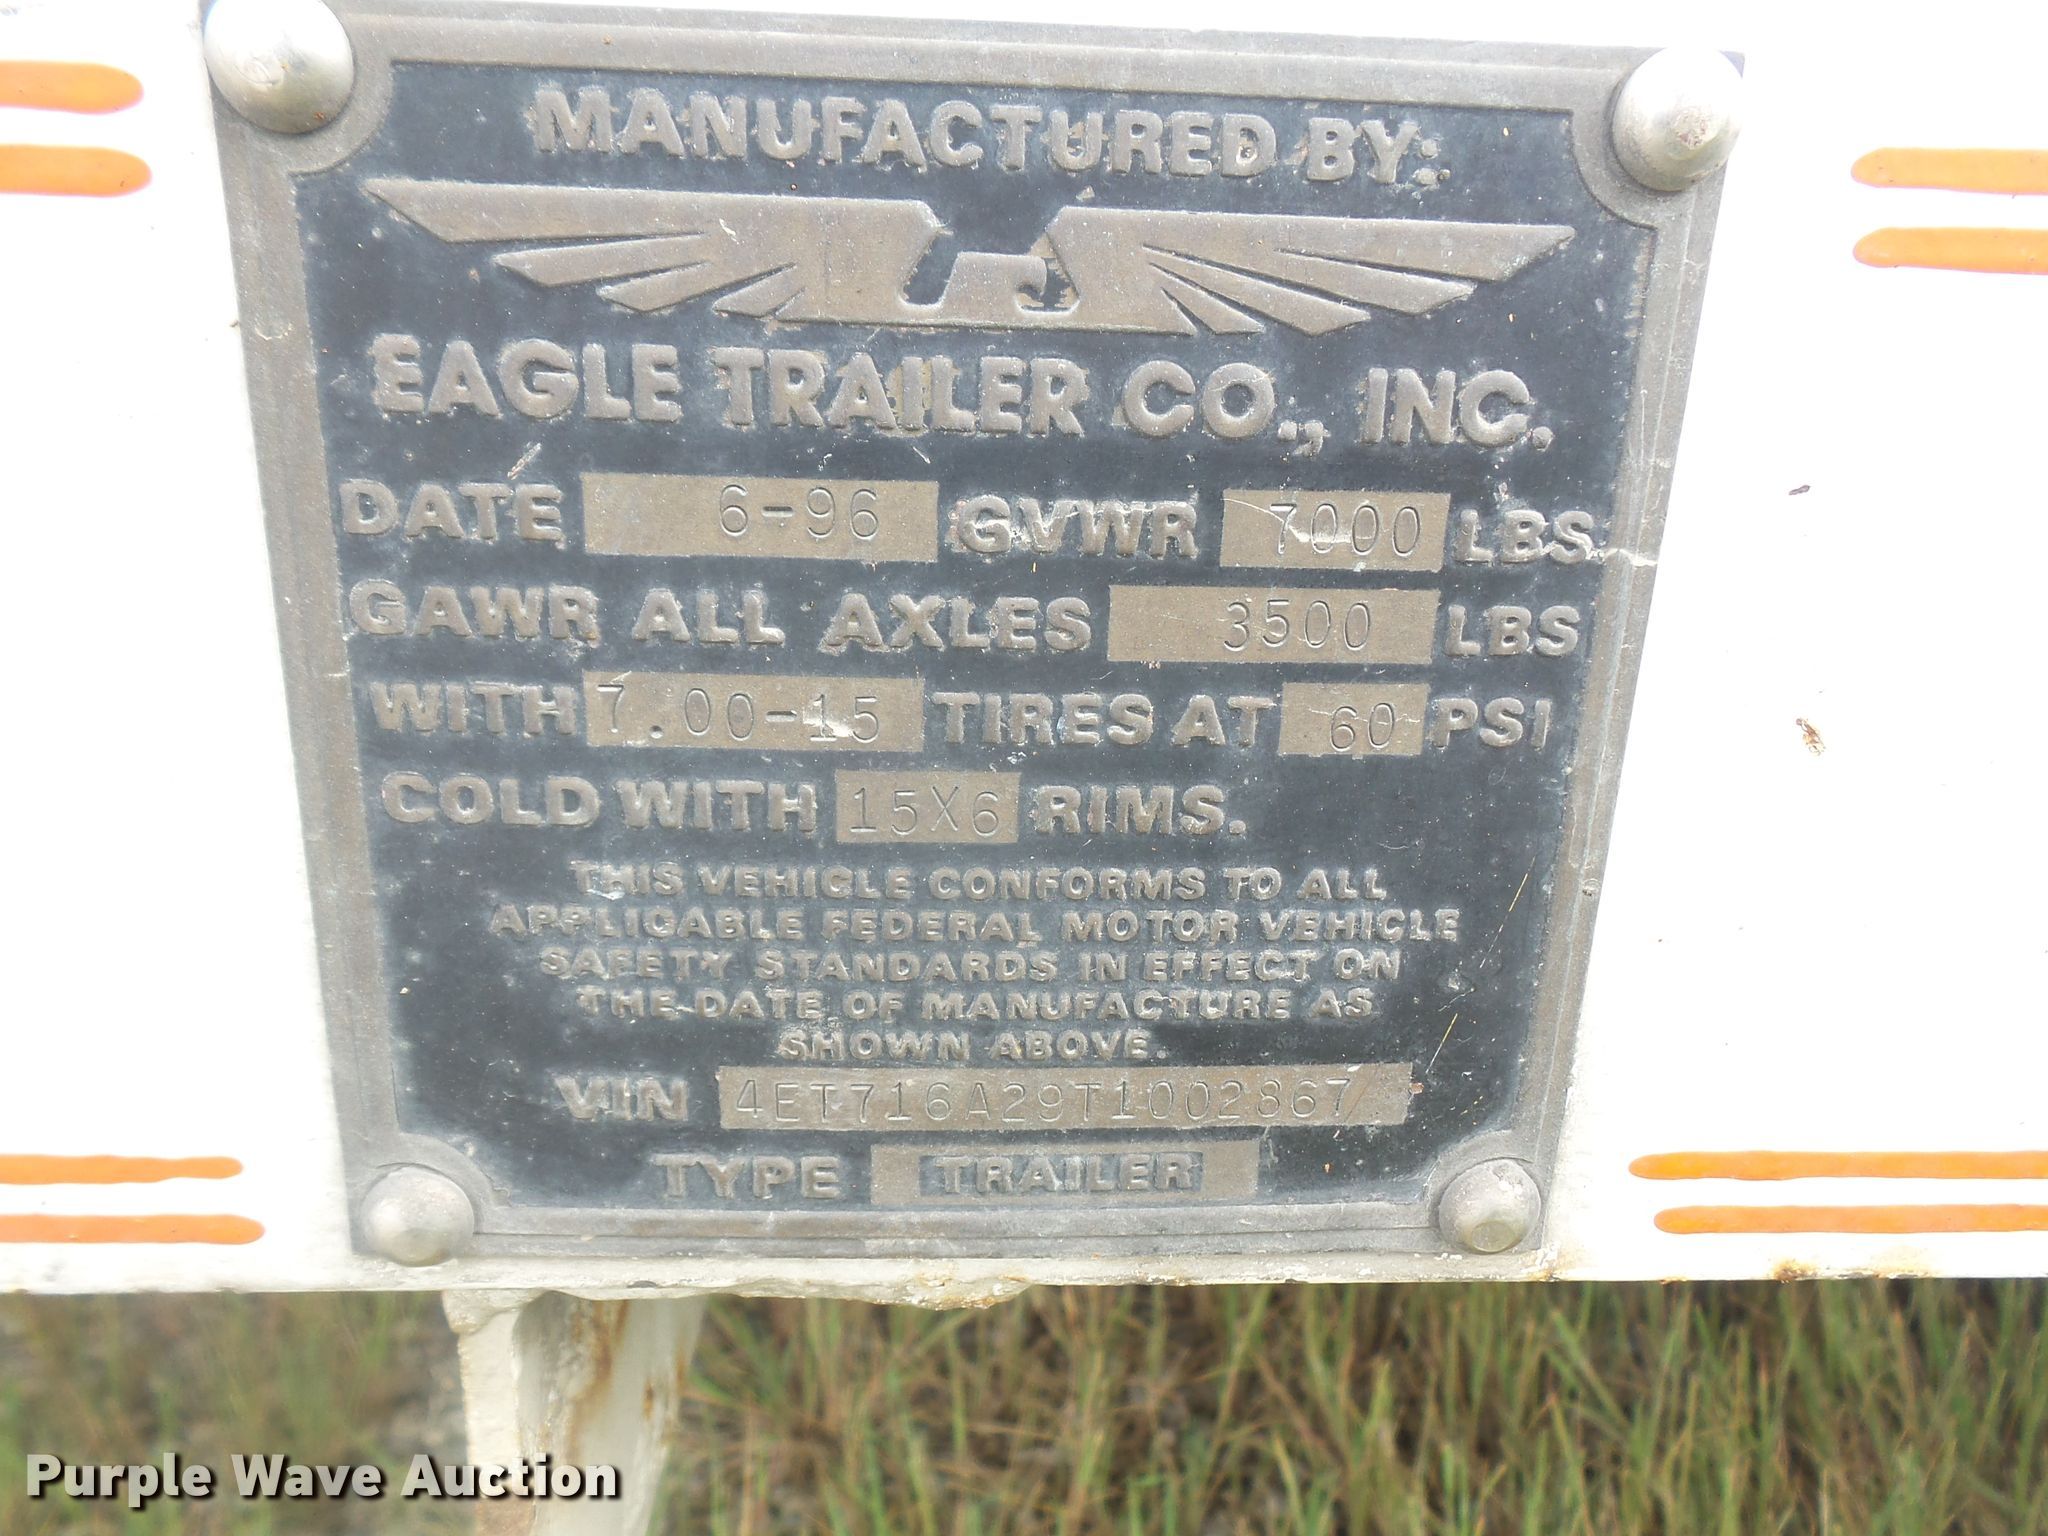 MANUFACTURED BY:
EAGLE TRAILER CO., INC.
DATE 6-96 GVWR 7000 LBS.
GAWR ALL AXLES 3500 LBS
WITH 7.00-15 TIRES AT 60 PSI
COLD WITH 15X6 RIMS.
THIS VEHICLE CONFORMS TO ALL
APPLICABLE FEDERAL MOTOR VEHICLE
SAFETY STANDARDS IN EFFECT ON
THE DATE OF MANUFACTURE AS
SHOWN ABOVE.
VIN 4ET716A29T1002867
TYPE TRAILER
Purple Wave Auction